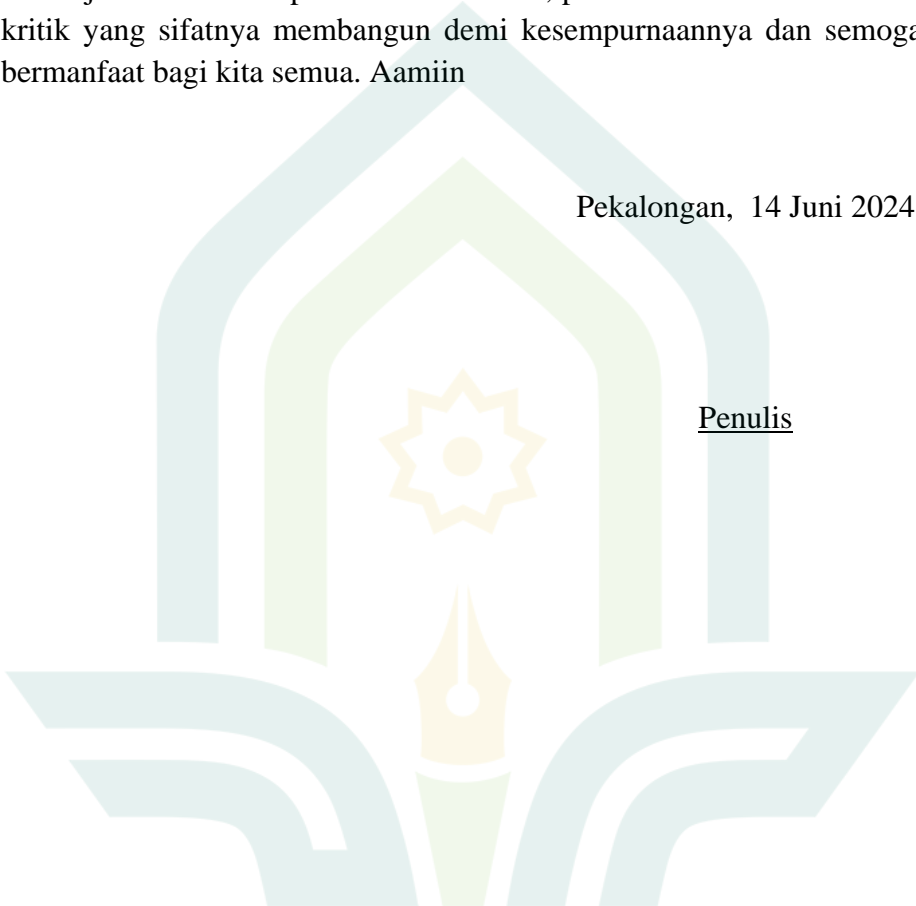 kritik yang sifatnya membangun demi kesempurnaannya dan semoga
bermanfaat bagi kita semua. Aamiin
Pekalongan, 14 Juni 2024
Penulis